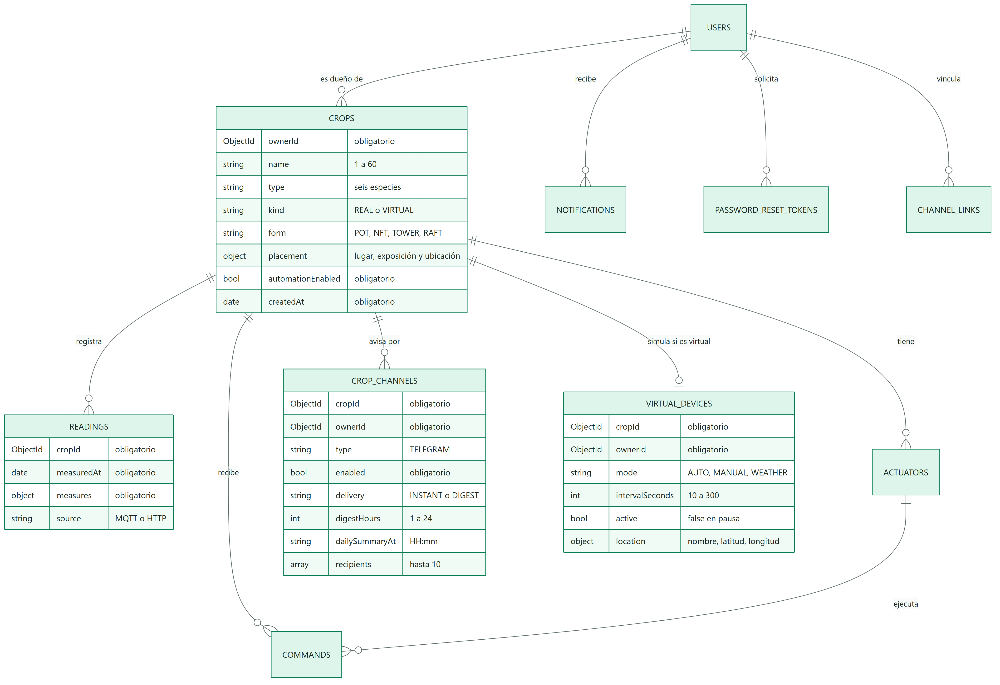 USERS
es dueño de
recibe
solicita
vincula
CROPS
ObjectId ownerId obligatorio
string name 1 a 60
string type seis especies
string kind REAL o VIRTUAL
string form POT, NFT, TOWER, RAFT
object placement lugar, exposición y ubicación
bool automationEnabled obligatorio
date createdAt obligatorio
NOTIFICATIONS
PASSWORD_RESET_TOKENS
CHANNEL_LINKS
registra
avisa por
simula si es virtual
tiene
READINGS
ObjectId cropId obligatorio
date measuredAt obligatorio
object measures obligatorio
string source MQTT o HTTP
recibe
CROP_CHANNELS
ObjectId cropId obligatorio
ObjectId ownerId obligatorio
string type TELEGRAM
bool enabled obligatorio
string delivery INSTANT o DIGEST
int digestHours 1 a 24
string dailySummaryAt HH:mm
array recipients hasta 10
VIRTUAL_DEVICES
ObjectId cropId obligatorio
ObjectId ownerId obligatorio
string mode AUTO, MANUAL, WEATHER
int intervalSeconds 10 a 300
bool active false en pausa
object location nombre, latitud, longitud
ACTUATORS
ejecuta
COMMANDS